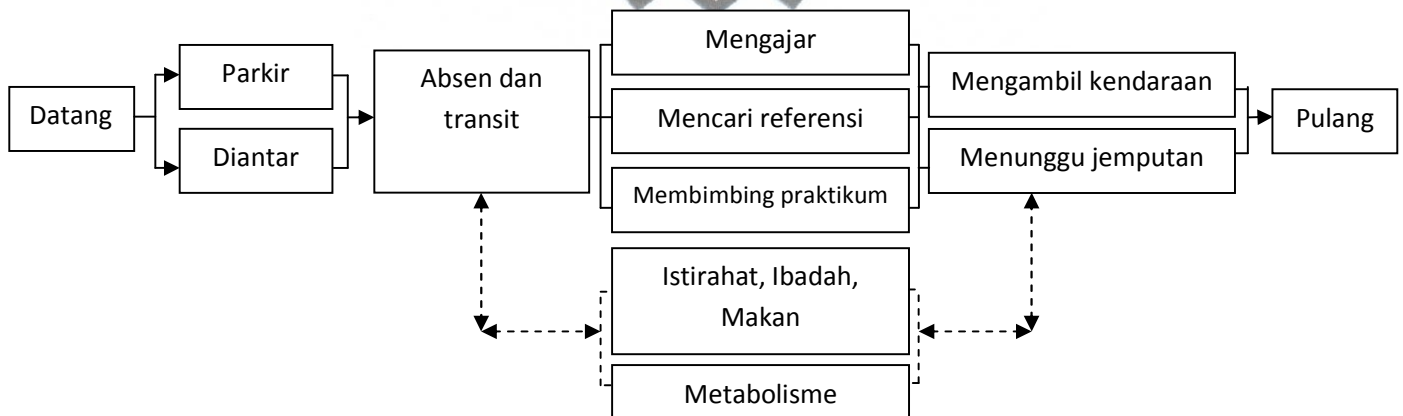 Datang
Parkir
Diantar
Absen dan
transit
Mengajar
Mencari referensi
Membimbing praktikum
Istirahat, Ibadah,
Makan
Metabolisme
Mengambil kendaraan
Menunggu jemputan
Pulang